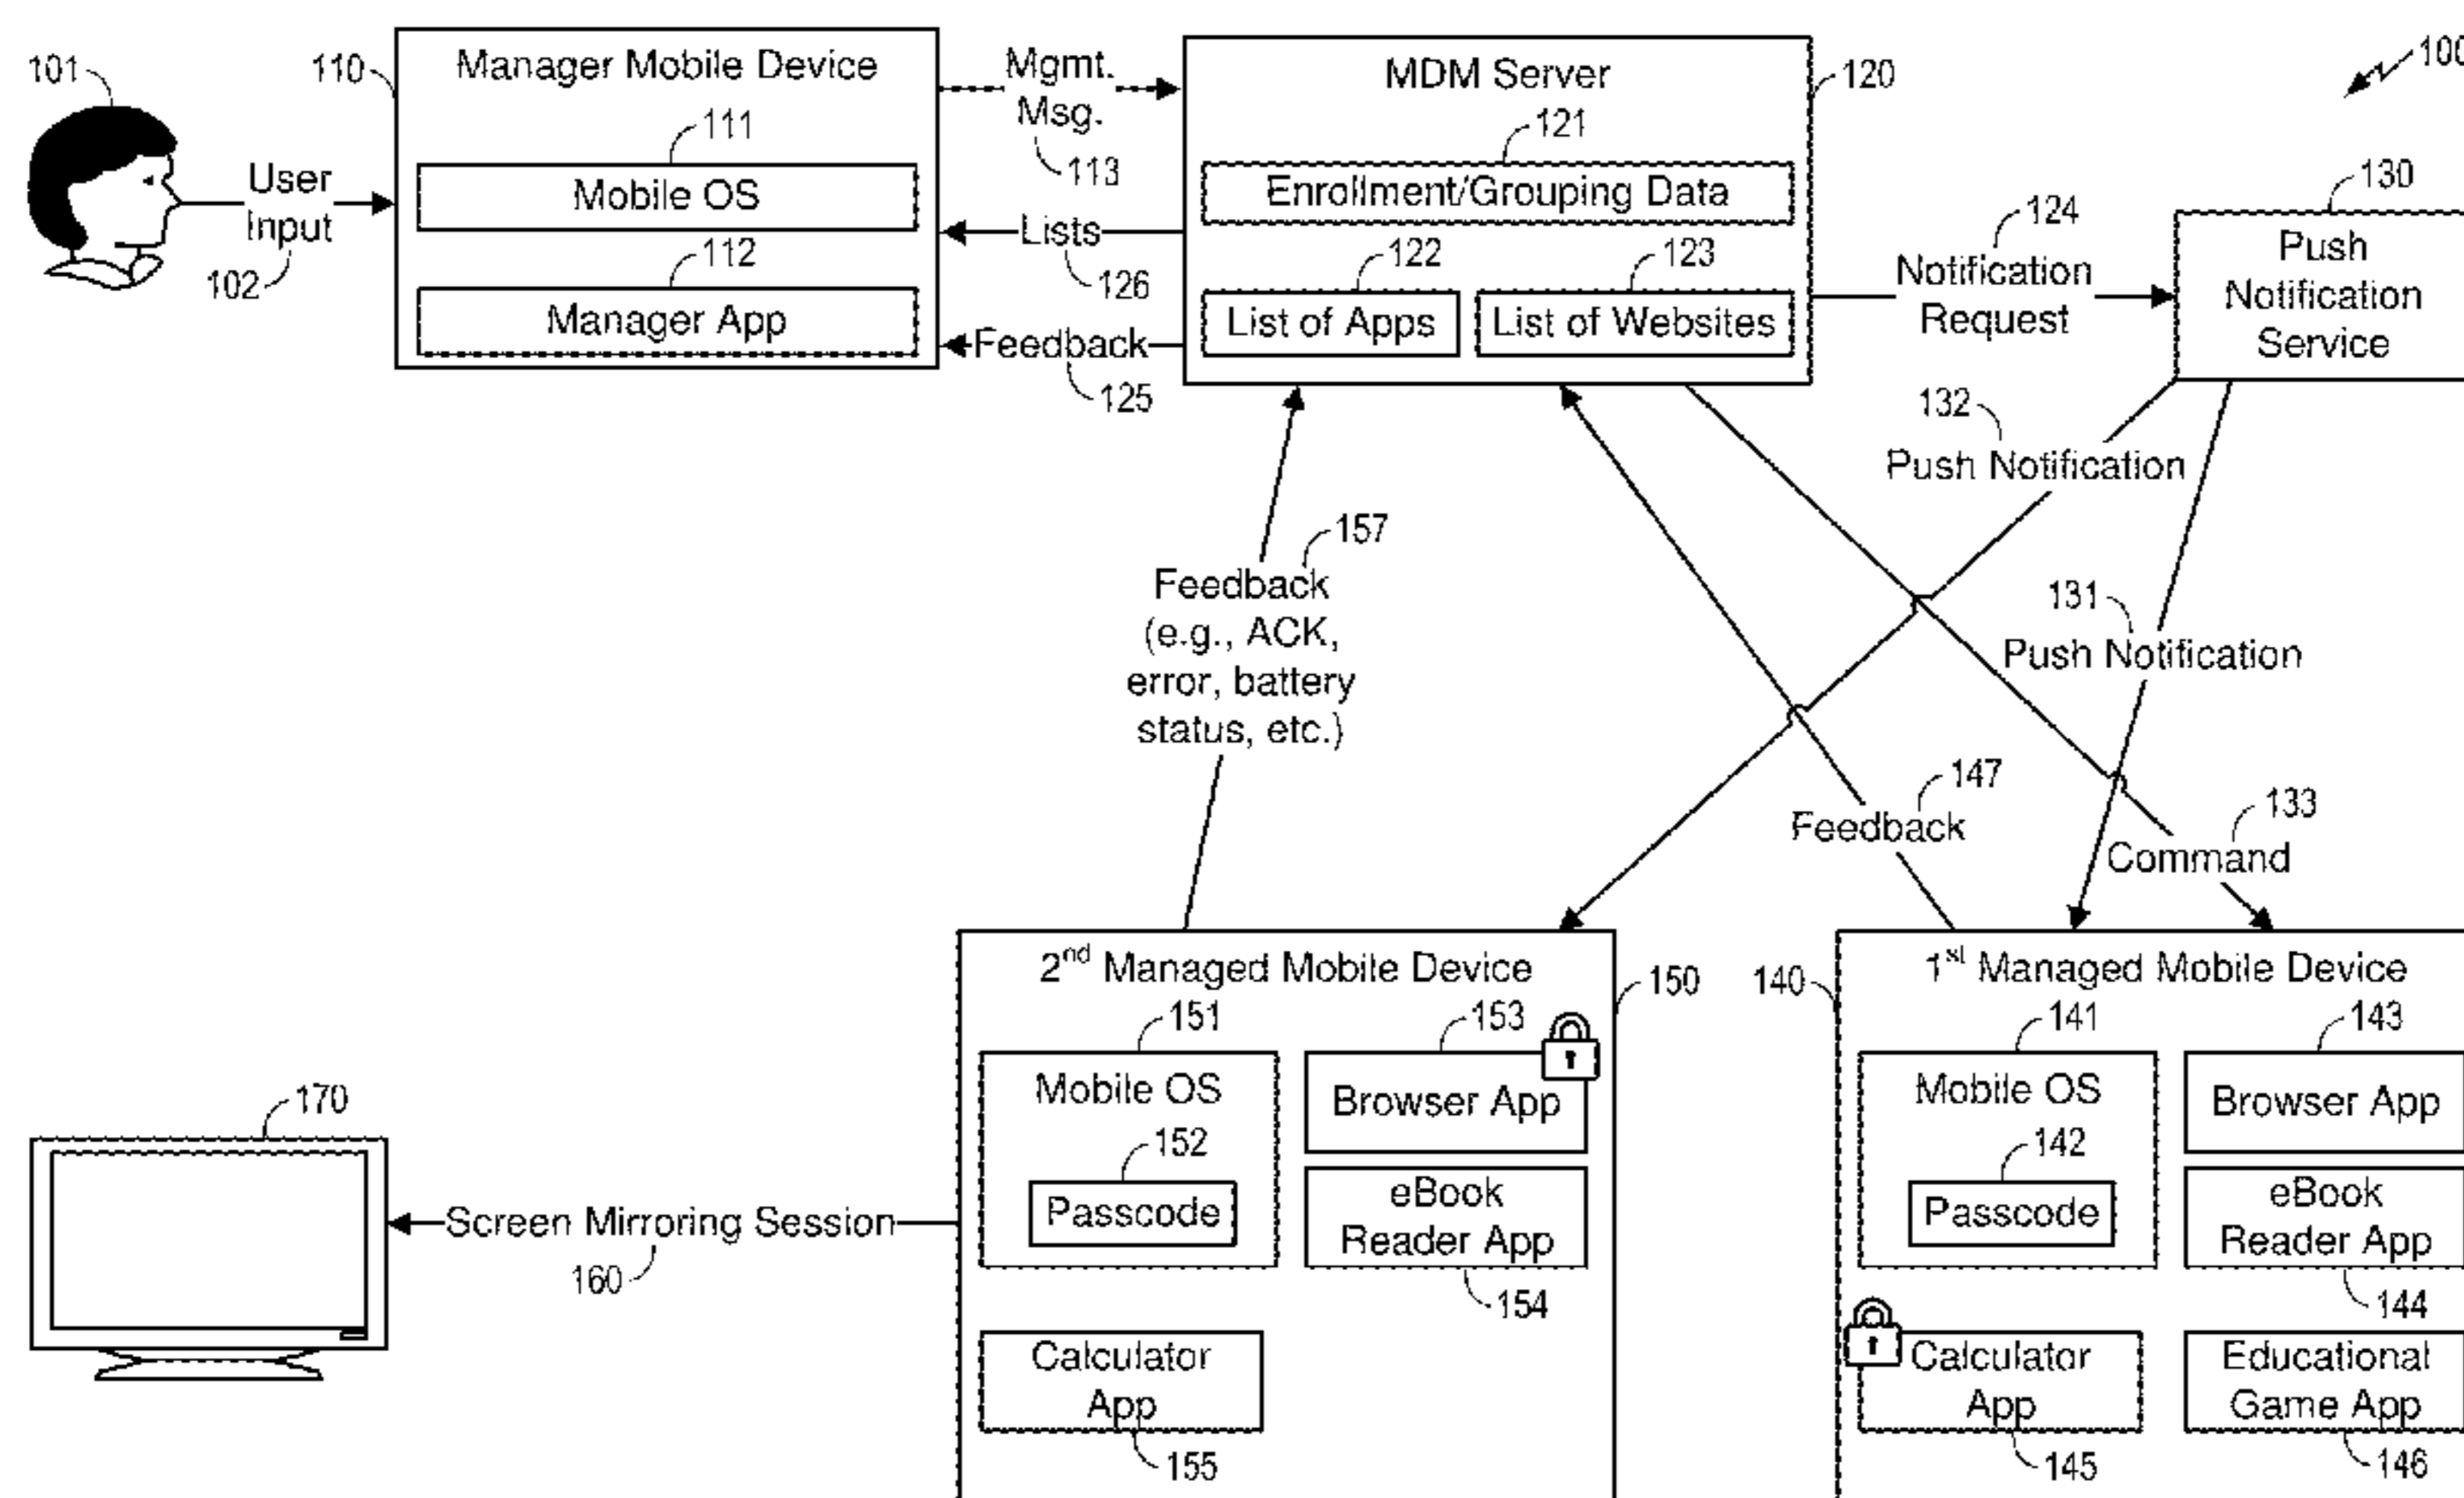 101
User
Input
102
110
Manager Mobile Device
111
Mobile OS
112
Manager App
Mgmt.
Msg.
113
Lists
126
Feedback
125
MDM Server
120
121
Enrollment/Grouping Data
122
List of Apps
123
List of Websites
100
124
Notification
Request
130
Push
Notification
Service
132
Push Notification
131
Push Notification
157
Feedback
(e.g., ACK,
error, battery
status, etc.)
147
Feedback
133
Command
170
Screen Mirroring Session
160
2nd Managed Mobile Device
150
151
Mobile OS
152
Passcode
153
Browser App
eBook
Reader App
154
Calculator
App
155
140
1st Managed Mobile Device
141
Mobile OS
142
Passcode
143
Browser App
eBook
Reader App
144
Calculator
App
145
Educational
Game App
146